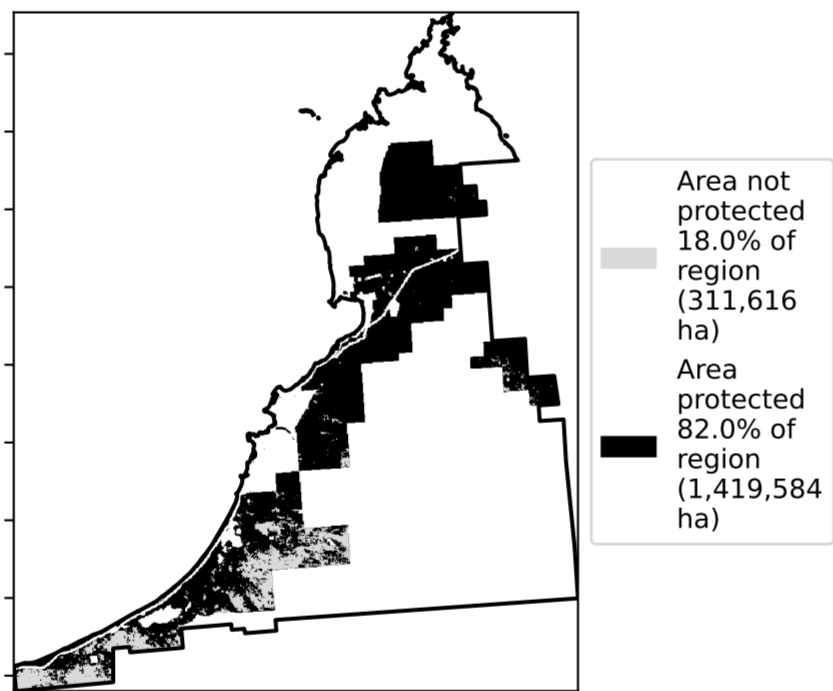 Area not
protected
18.0% of
region
(311,616
ha)
Area
protected
82.0% of
region
(1,419,584
ha)